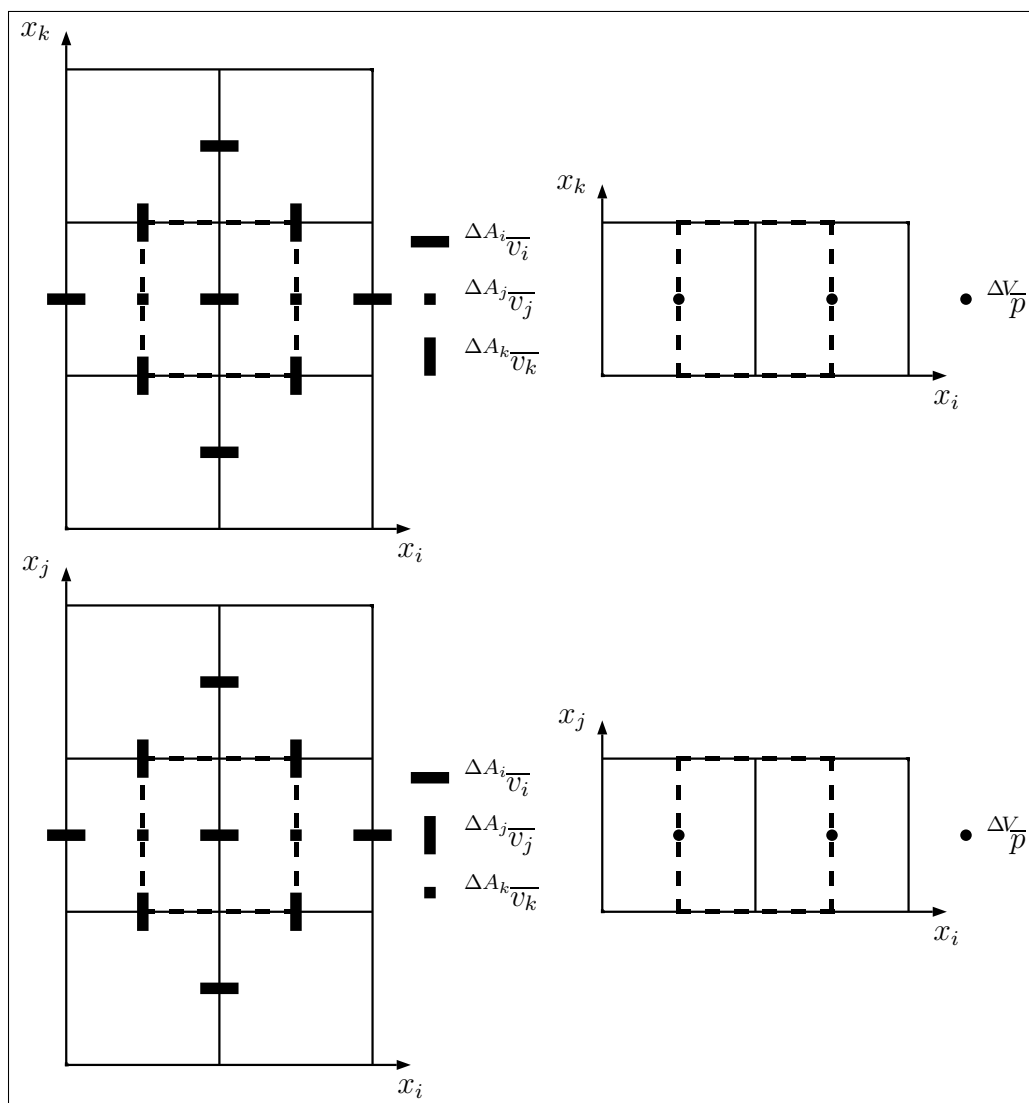 x_k
ΔA_i v̅_i
ΔA_j v̅_j
ΔA_k v̅_k
x_i
x_k
ΔV p̅
x_i
x_j
ΔA_i v̅_i
ΔA_j v̅_j
ΔA_k v̅_k
x_i
x_j
ΔV p̅
x_i